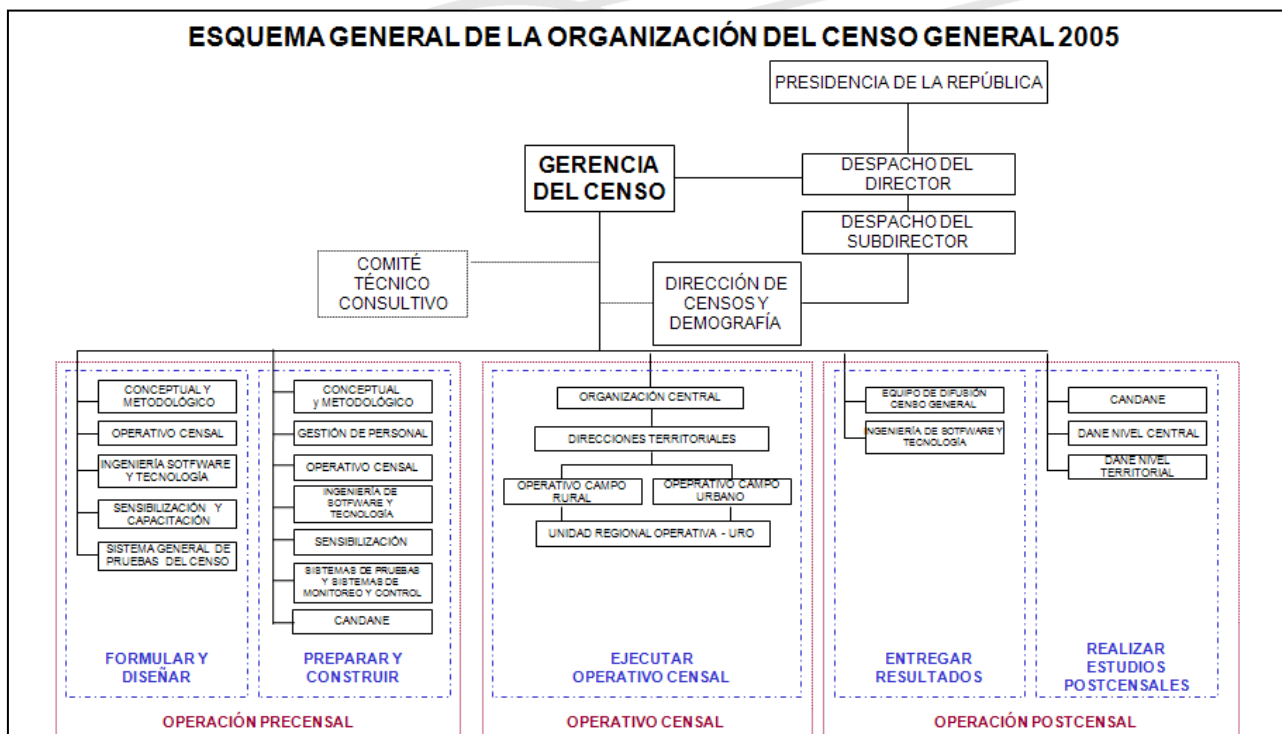 ESQUEMA GENERAL DE LA ORGANIZACIÓN DEL CENSO GENERAL 2005
PRESIDENCIA DE LA REPÚBLICA
GERENCIA
DEL CENSO
DESPACHO DEL
DIRECTOR
DESPACHO DEL
SUBDIRECTOR
COMITÉ
TÉCNICO
CONSULTIVO
DIRECCIÓN DE
CENSOS Y
DEMOGRAFÍA
CONCEPTUAL Y
METODOLÓGICO
OPERATIVO CENSAL
INGENIERÍA SOTFWARE
Y TECNOLOGÍA
SENSIBILIZACIÓN Y
CAPACITACIÓN
SISTEMA GENERAL DE
PRUEBAS DEL CENSO
FORMULAR Y
DISEÑAR
CONCEPTUAL
y METODOLÓGICO
GESTIÓN DE PERSONAL
OPERATIVO CENSAL
INGENIERÍA DE
SOTFWARE Y
TECNOLOGÍA
SENSIBILIZACIÓN
SISTEMAS DE PRUEBAS
Y SISTEMAS DE
MONITOREO Y CONTROL
CANDANE
PREPARAR Y
CONSTRUIR
OPERACIÓN PRECENSAL
ORGANIZACIÓN CENTRAL
DIRECCIONES TERRITORIALES
OPERATIVO CAMPO
RURAL
OPEPRATIVO CAMPO
URBANO
UNIDAD REGIONAL OPERATIVA - URO
EJECUTAR
OPERATIVO CENSAL
OPERATIVO CENSAL
EQUIPO DE DIFUSIÓN
CENSO GENERAL
INGENIERÍA DE SOTFWARE Y
TECNOLOGÍA
ENTREGAR
RESULTADOS
CANDANE
DANE NIVEL CENTRAL
DANE NIVEL
TERRITORIAL
REALIZAR
ESTUDIOS
POSTCENSALES
OPERACIÓN POSTCENSAL